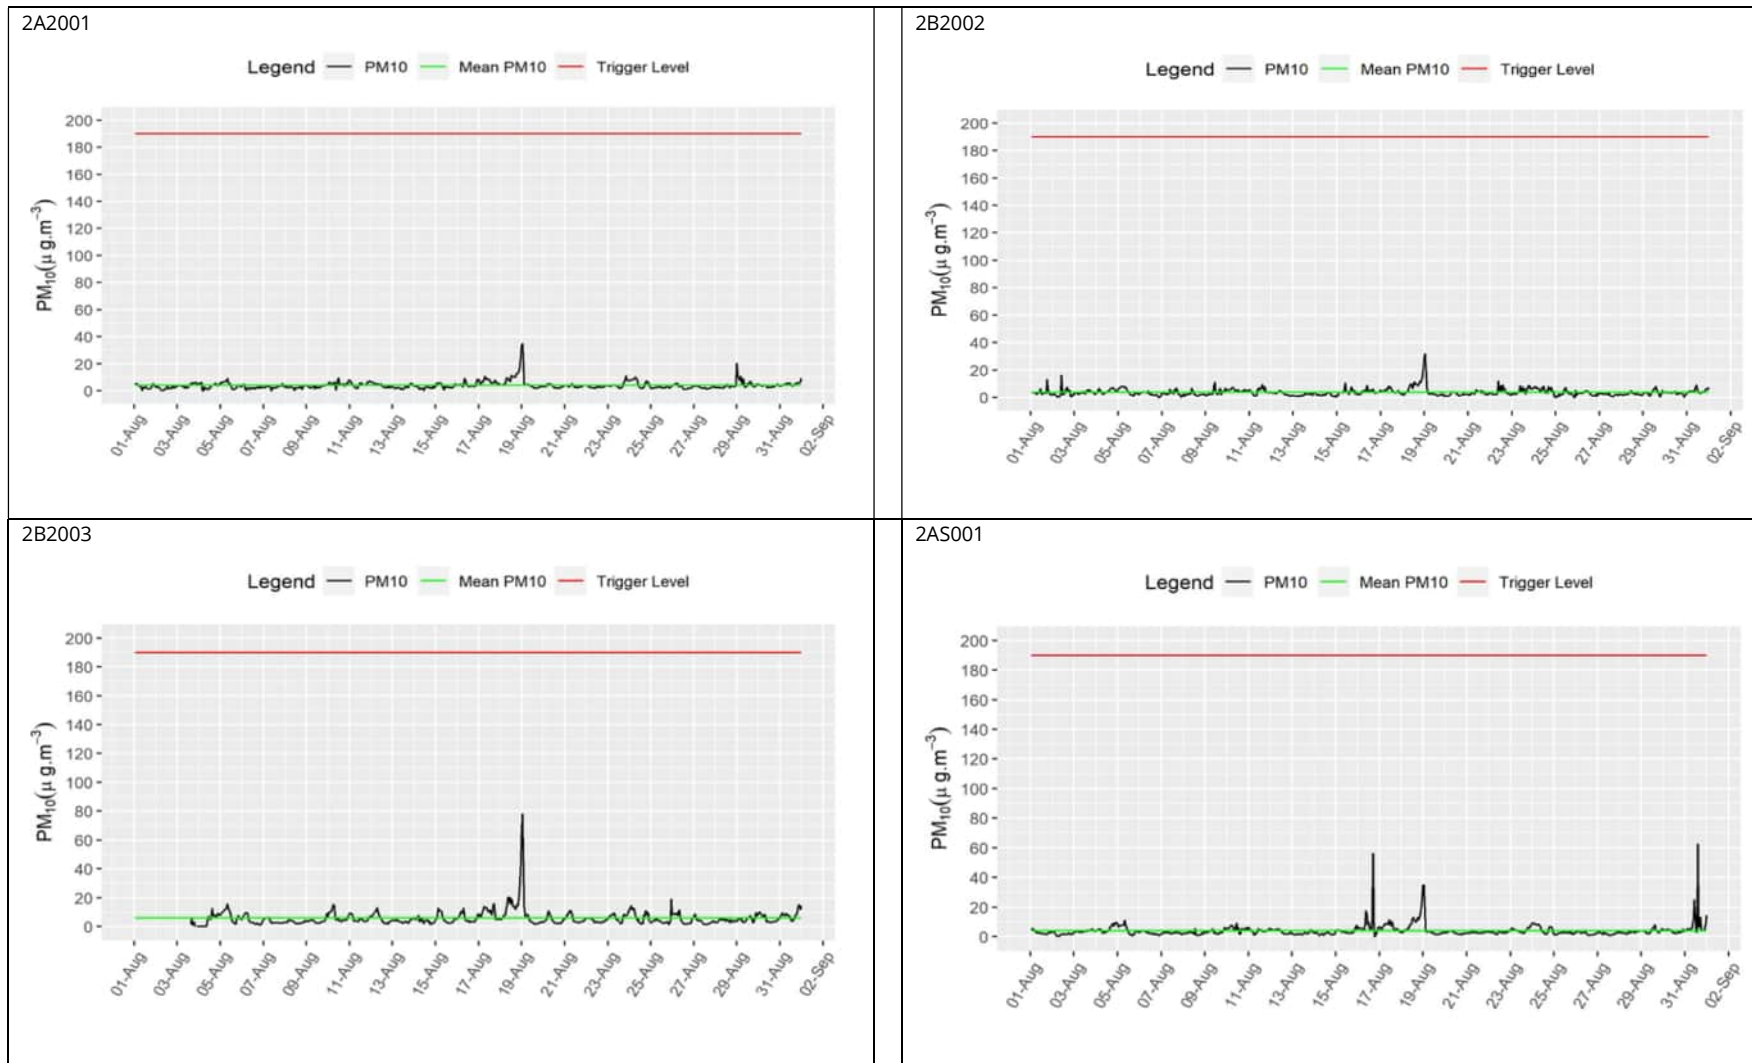 2A2001
Legend PM10 Mean PM10 Trigger Level
PM10(μ g.m−3)
200
180
160
140
120
100
80
60
40
20
0
01-Aug 03-Aug 05-Aug 07-Aug 09-Aug 11-Aug 13-Aug 15-Aug 17-Aug 19-Aug 21-Aug 23-Aug 25-Aug 27-Aug 29-Aug 31-Aug 02-Sep
2B2002
Legend PM10 Mean PM10 Trigger Level
PM10(μ g.m−3)
200
180
160
140
120
100
80
60
40
20
0
01-Aug 03-Aug 05-Aug 07-Aug 09-Aug 11-Aug 13-Aug 15-Aug 17-Aug 19-Aug 21-Aug 23-Aug 25-Aug 27-Aug 29-Aug 31-Aug 02-Sep
2B2003
Legend PM10 Mean PM10 Trigger Level
PM10(μ g.m−3)
200
180
160
140
120
100
80
60
40
20
0
01-Aug 03-Aug 05-Aug 07-Aug 09-Aug 11-Aug 13-Aug 15-Aug 17-Aug 19-Aug 21-Aug 23-Aug 25-Aug 27-Aug 29-Aug 31-Aug 02-Sep
2AS001
Legend PM10 Mean PM10 Trigger Level
PM10(μ g.m−3)
200
180
160
140
120
100
80
60
40
20
0
01-Aug 03-Aug 05-Aug 07-Aug 09-Aug 11-Aug 13-Aug 15-Aug 17-Aug 19-Aug 21-Aug 23-Aug 25-Aug 27-Aug 29-Aug 31-Aug 02-Sep